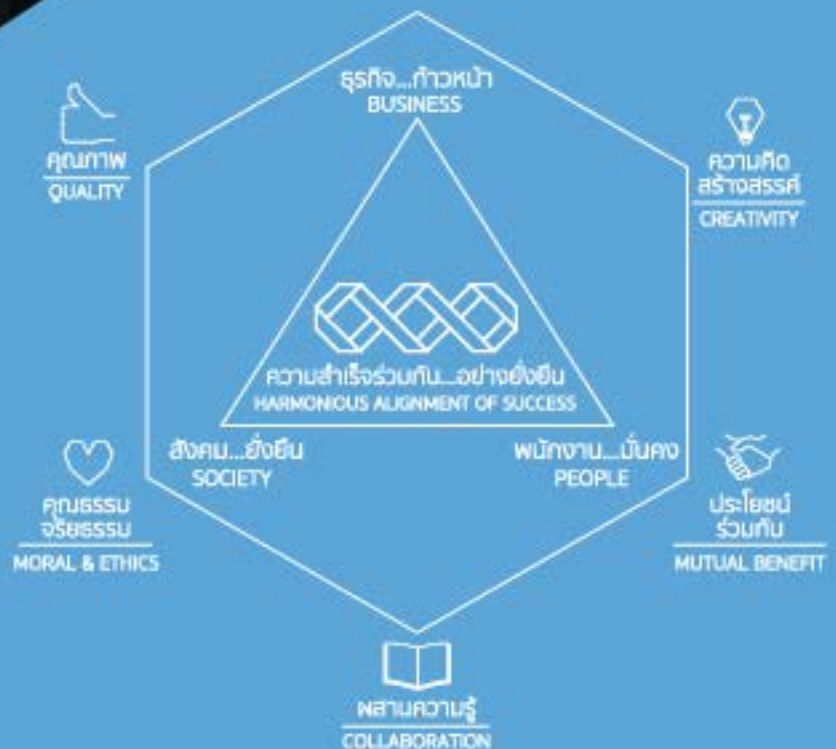 ธุรกิจ...ก้าวหน้า
BUSINESS
คุณภาพ
QUALITY
ความคิด
สร้างสรรค์
CREATIVITY
ความสำเร็จร่วมกัน...อย่างยั่งยืน
HARMONIOUS ALIGNMENT OF SUCCESS
สังคม...ยั่งยืน
SOCIETY
พนักงาน...มั่นคง
PEOPLE
คุณธรรม
จริยธรรม
MORAL & ETHICS
ประโยชน์
ร่วมกัน
MUTUAL BENEFIT
ผสานความรู้
COLLABORATION